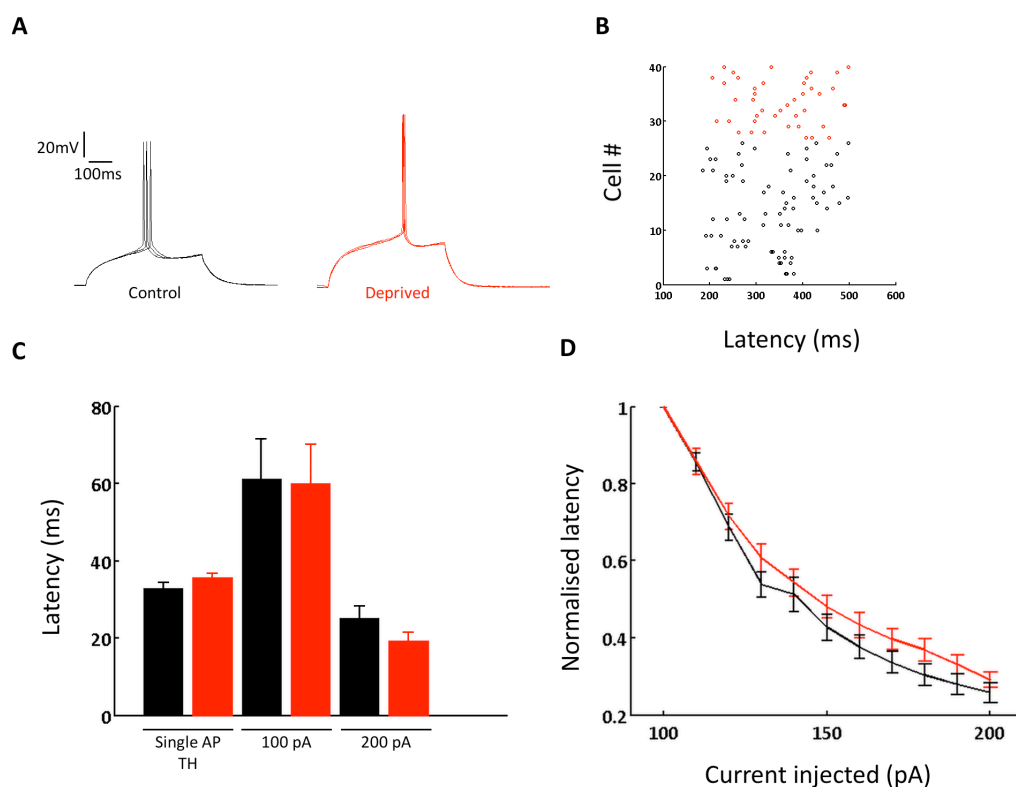 A
20mV
100ms
Control
Deprived
B
Cell #
40
30
20
10
0
100 200 300 400 500 600
Latency (ms)
C
Latency (ms)
80
60
40
20
0
Single AP TH
100 pA
200 pA
D
Normalised latency
1
0.8
0.6
0.4
0.2
100 150 200
Current injected (pA)